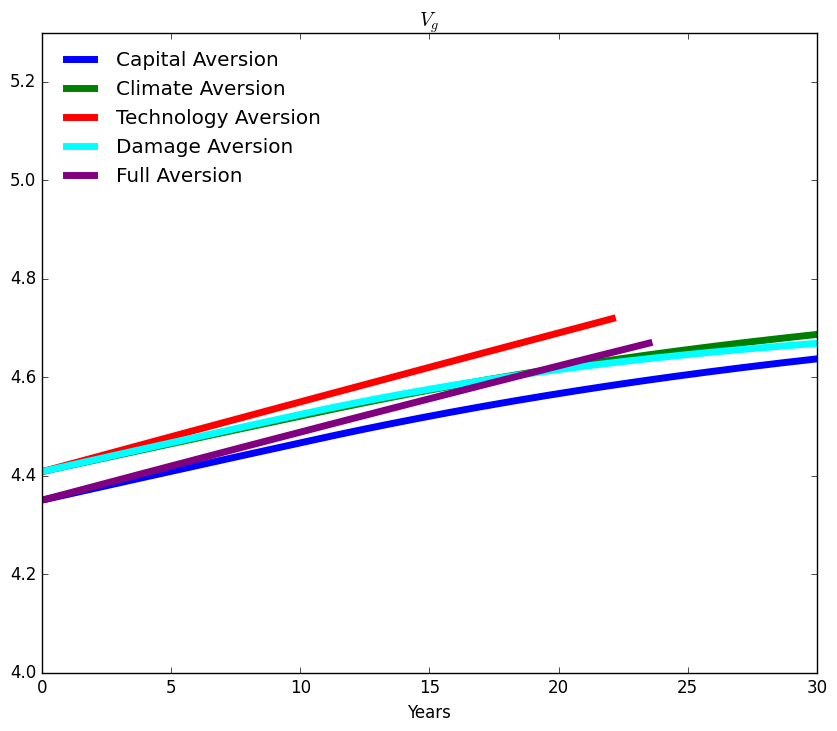 V_g
5.2
5.0
4.8
4.6
4.4
4.2
4.0
Capital Aversion
Climate Aversion
Technology Aversion
Damage Aversion
Full Aversion
0 5 10 15 20 25 30
Years